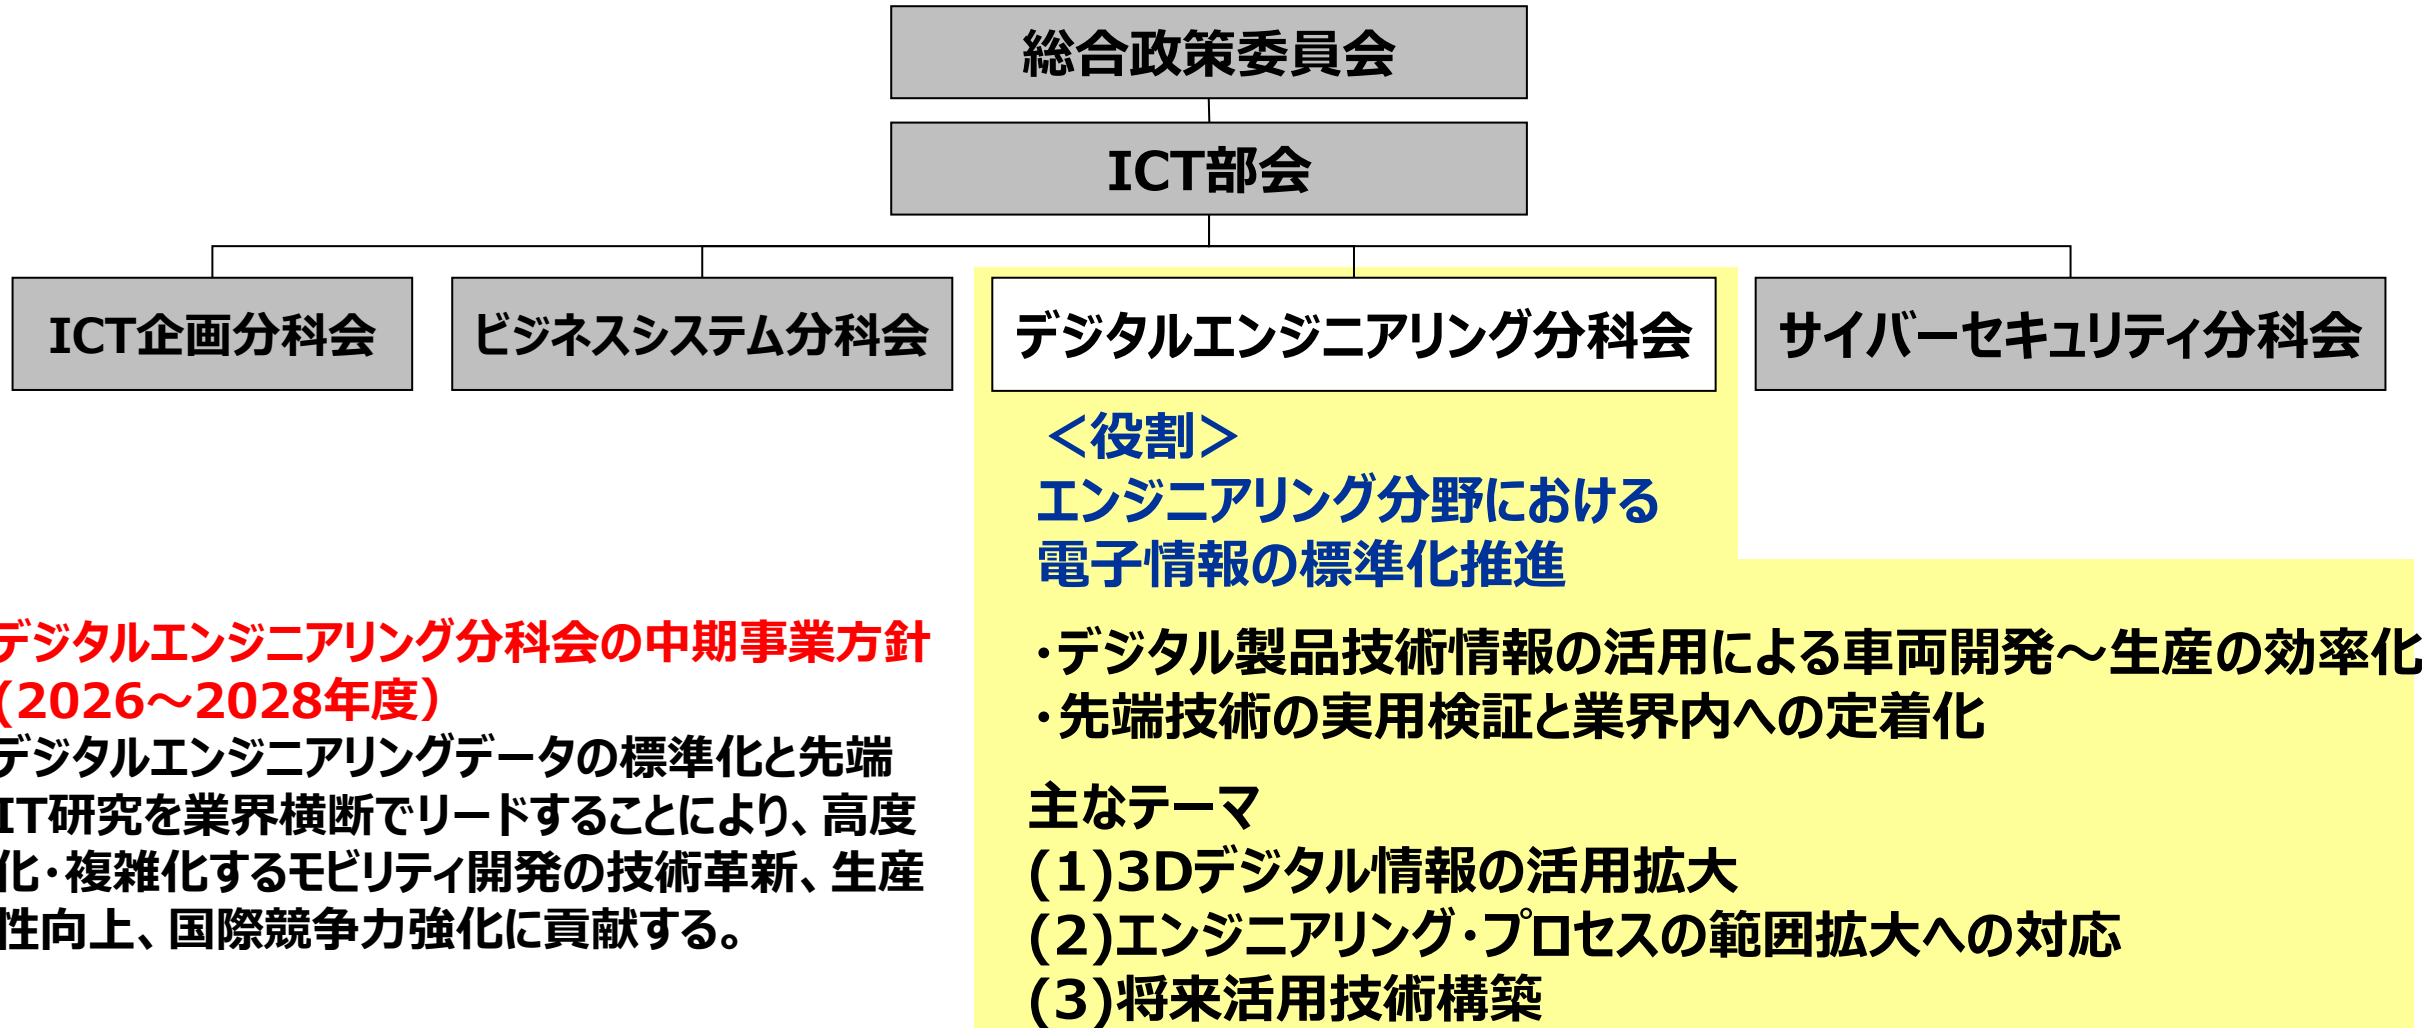 総合政策委員会
ICT部会
ICT企画分科会
ビジネスシステム分科会
デジタルエンジニアリング分科会
サイバーセキュリティ分科会
＜役割＞
エンジニアリング分野における
電子情報の標準化推進
・デジタル製品技術情報の活用による車両開発～生産の効率化
・先端技術の実用検証と業界内への定着化
主なテーマ
(1)3Dデジタル情報の活用拡大
(2)エンジニアリング・プロセスの範囲拡大への対応
(3)将来活用技術構築
デジタルエンジニアリング分科会の中期事業方針
(2026～2028年度）
デジタルエンジニアリングデータの標準化と先端
IT研究を業界横断でリードすることにより、高度
化・複雑化するモビリティ開発の技術革新、生産
性向上、国際競争力強化に貢献する。